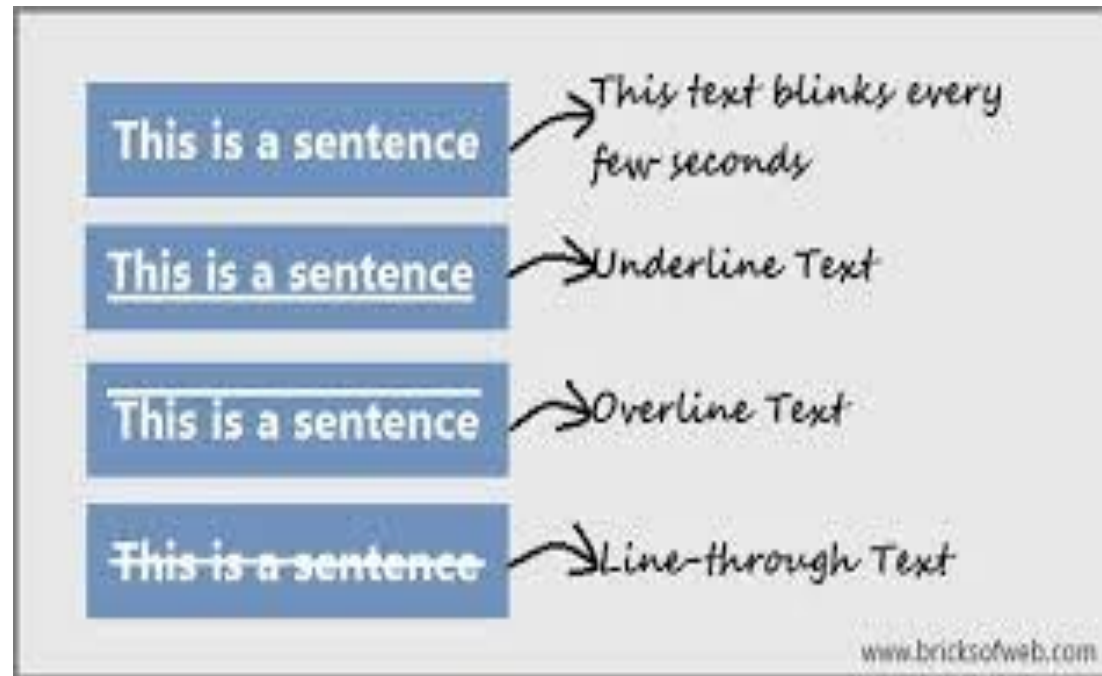 This is a sentence
This text blinks every
few seconds
This is a sentence
Underline Text
This is a sentence
Overline Text
This is a sentence
Line-through Text
www.bricksofweb.com